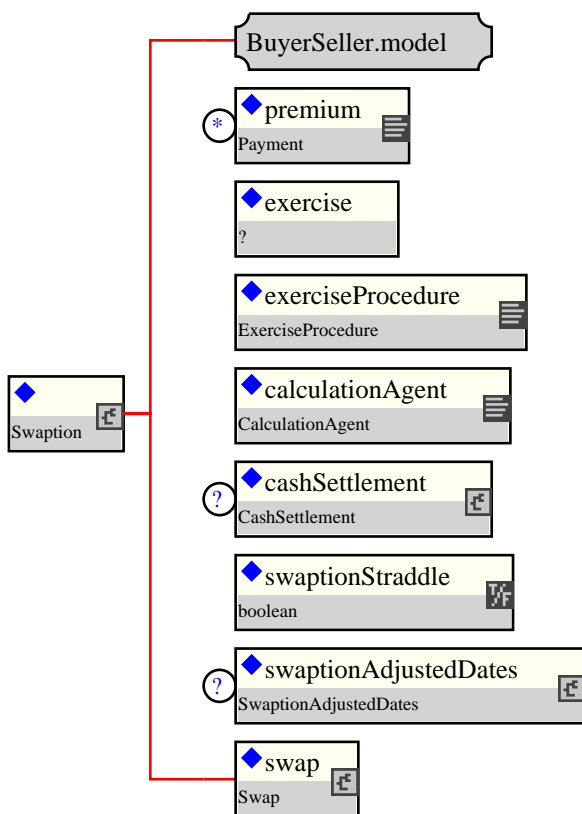 BuyerSeller.model
*
premium
Payment
exercise
?
exerciseProcedure
ExerciseProcedure
calculationAgent
CalculationAgent
Swaption
?
cashSettlement
CashSettlement
swaptionStraddle
T/F
boolean
?
swaptionAdjustedDates
SwaptionAdjustedDates
swap
Swap